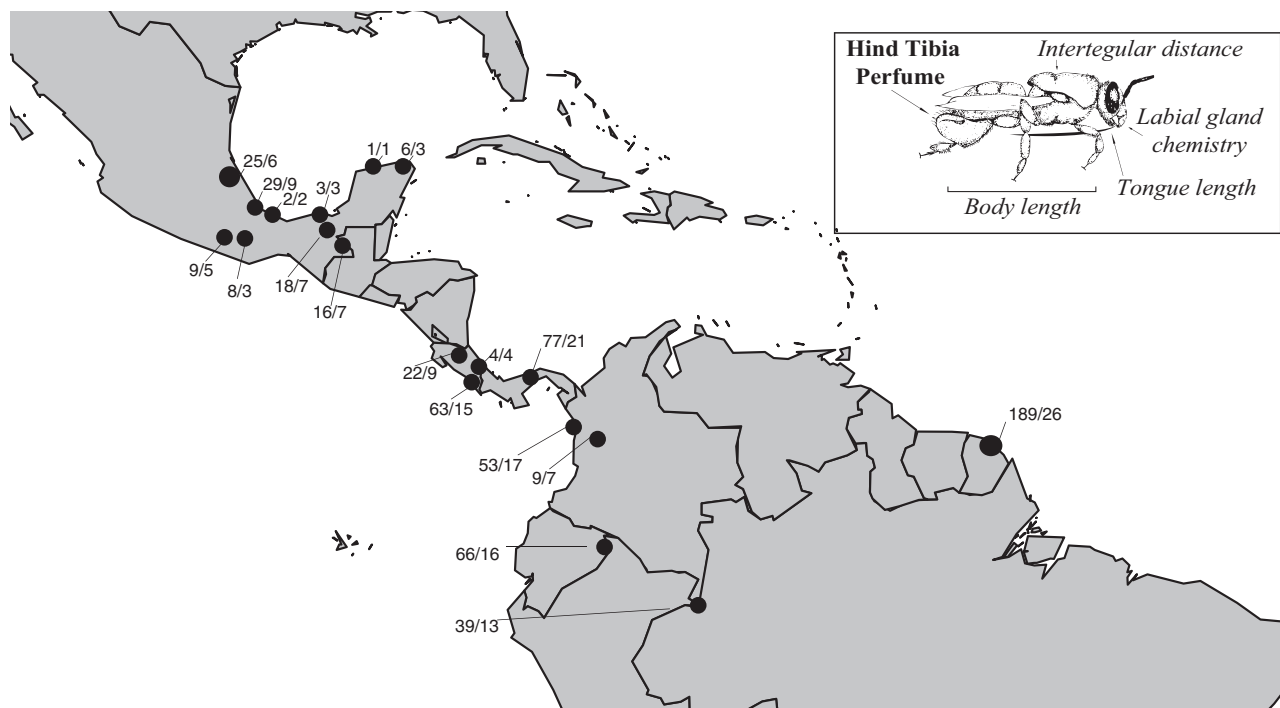 Hind Tibia
Perfume
Intertegular distance
Labial gland
chemistry
Tongue length
Body length
1/1
6/3
25/6
29/9
2/2
3/3
9/5
8/3
18/7
16/7
22/9
4/4
77/21
63/15
53/17
9/7
189/26
66/16
39/13